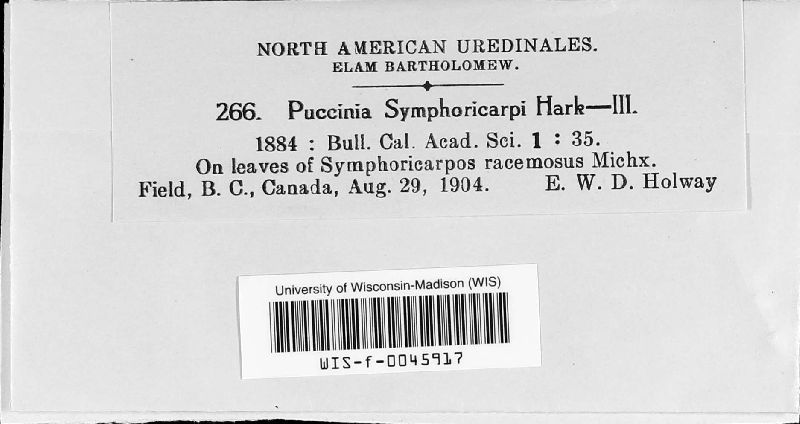 NORTH AMERICAN UREDINALES.
ELAM BARTHOLOMEW.
266. Puccinia Symphoricarpi Hark—III.
1884 : Bull. Cal. Acad. Sci. 1 : 35.
On leaves of Symphoricarpos racemosus Michx.
Field, B. C., Canada, Aug. 29, 1904. E. W. D. Holway
University of Wisconsin-Madison (WIS)
WIS-f-0045917